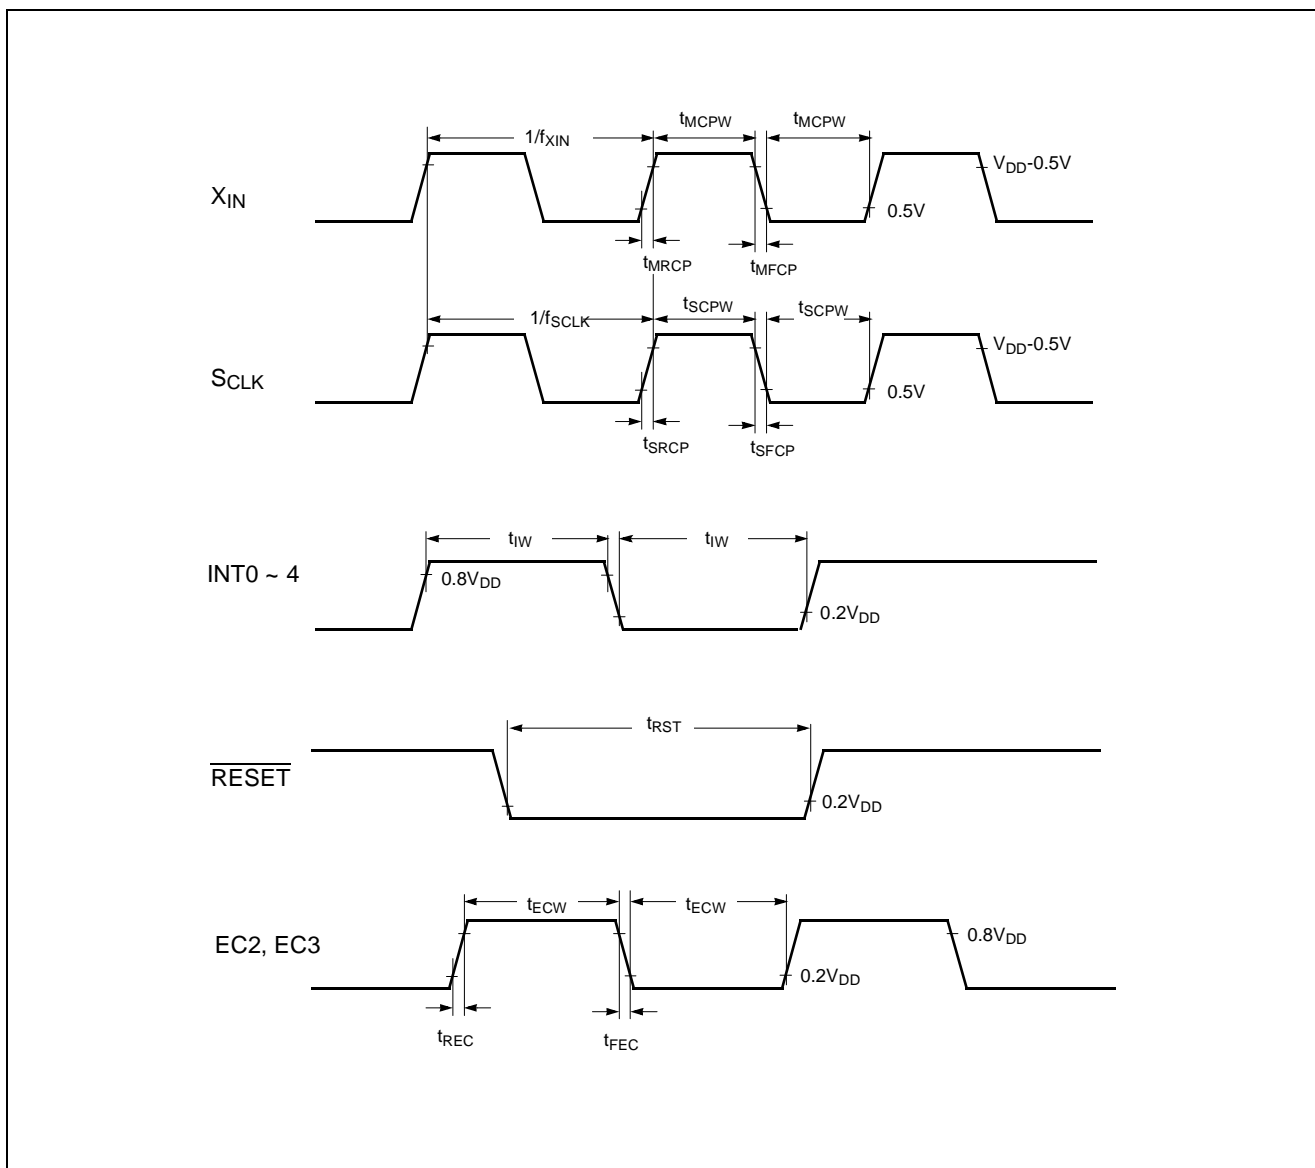 tMCPW
tMCPW
1/fXIN
VDD-0.5V
XIN
0.5V
tMRCP
tMFCP
tSCPW
tSCPW
1/fSCLK
VDD-0.5V
SCLK
0.5V
tSRCP
tSFCP
tIW
tIW
INT0 ~ 4
0.8VDD
0.2VDD
tRST
RESET
0.2VDD
tECW
tECW
EC2, EC3
0.8VDD
0.2VDD
tREC
tFEC